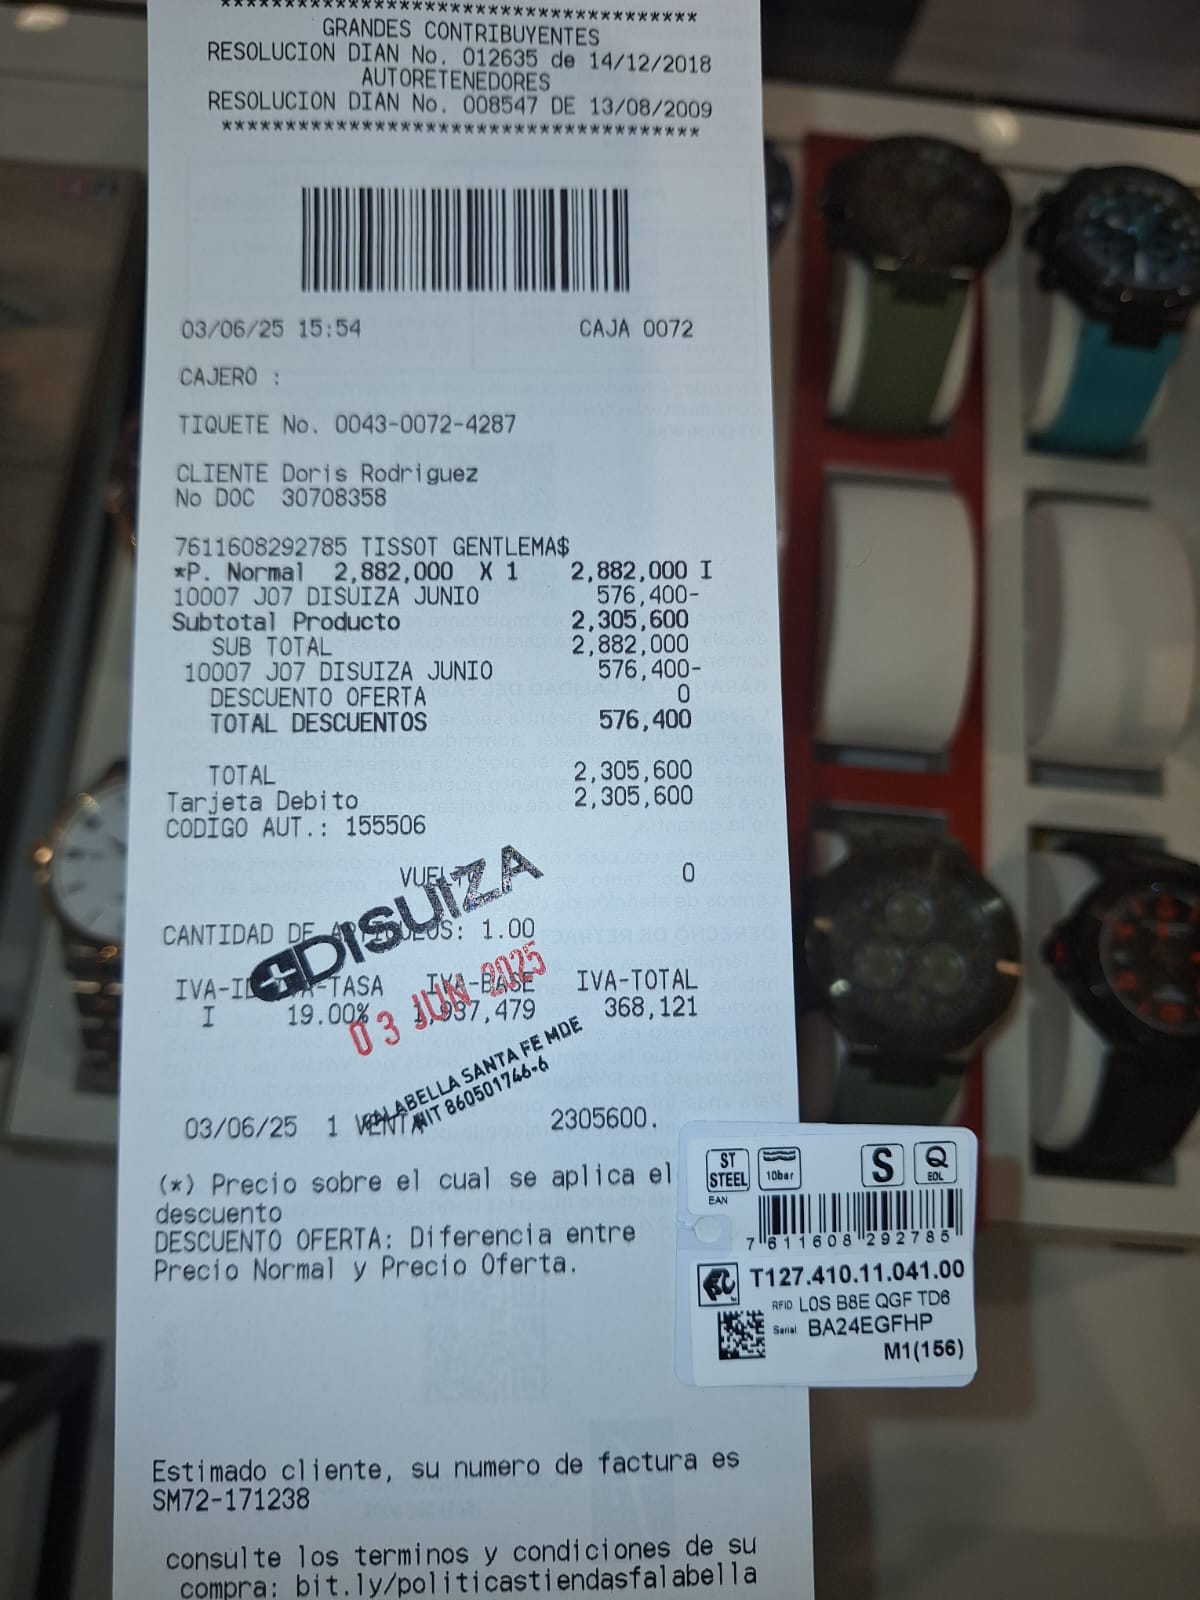 ****************************************
GRANDES CONTRIBUYENTES
RESOLUCION DIAN No. 012635 de 14/12/2018
AUTORETENEDORES
RESOLUCION DIAN No. 008547 DE 13/08/2009
****************************************
03/06/25 15:54 CAJA 0072
CAJERO :
TIQUETE No. 0043-0072-4287
CLIENTE Doris Rodriguez
No DOC 30708358
7611608292785 TISSOT GENTLEMA$
*P. Normal 2,882,000 X 1 2,882,000 I
10007 J07 DISUIZA JUNIO 576,400-
Subtotal Producto 2,305,600
SUB TOTAL 2,882,000
10007 J07 DISUIZA JUNIO 576,400-
DESCUENTO OFERTA 0
TOTAL DESCUENTOS 576,400
TOTAL 2,305,600
Tarjeta Debito 2,305,600
CODIGO AUT.: 155506
0
DISUIZA
CANTIDAD DE 1.00
03 JUN 2025
TASA IVA-BASE IVA-TOTAL
I 19.00% 1,937,479 368,121
FALABELLA SANTA FE MDE
NIT 860501746-6
03/06/25 1 VENTA 2305600.
(*) Precio sobre el cual se aplica el
descuento
DESCUENTO OFERTA: Diferencia entre
Precio Normal y Precio Oferta.
ST
STEEL
10bar
S
Q
EOL
EAN
7 611608 292785
T127.410.11.041.00
RFID L0S B8E QGF TD6
Serial BA24EGFHP
M1(156)
Estimado cliente, su numero de factura es
SM72-171238
consulte los terminos y condiciones de su
compra: bit.ly/politicastiendasfalabella